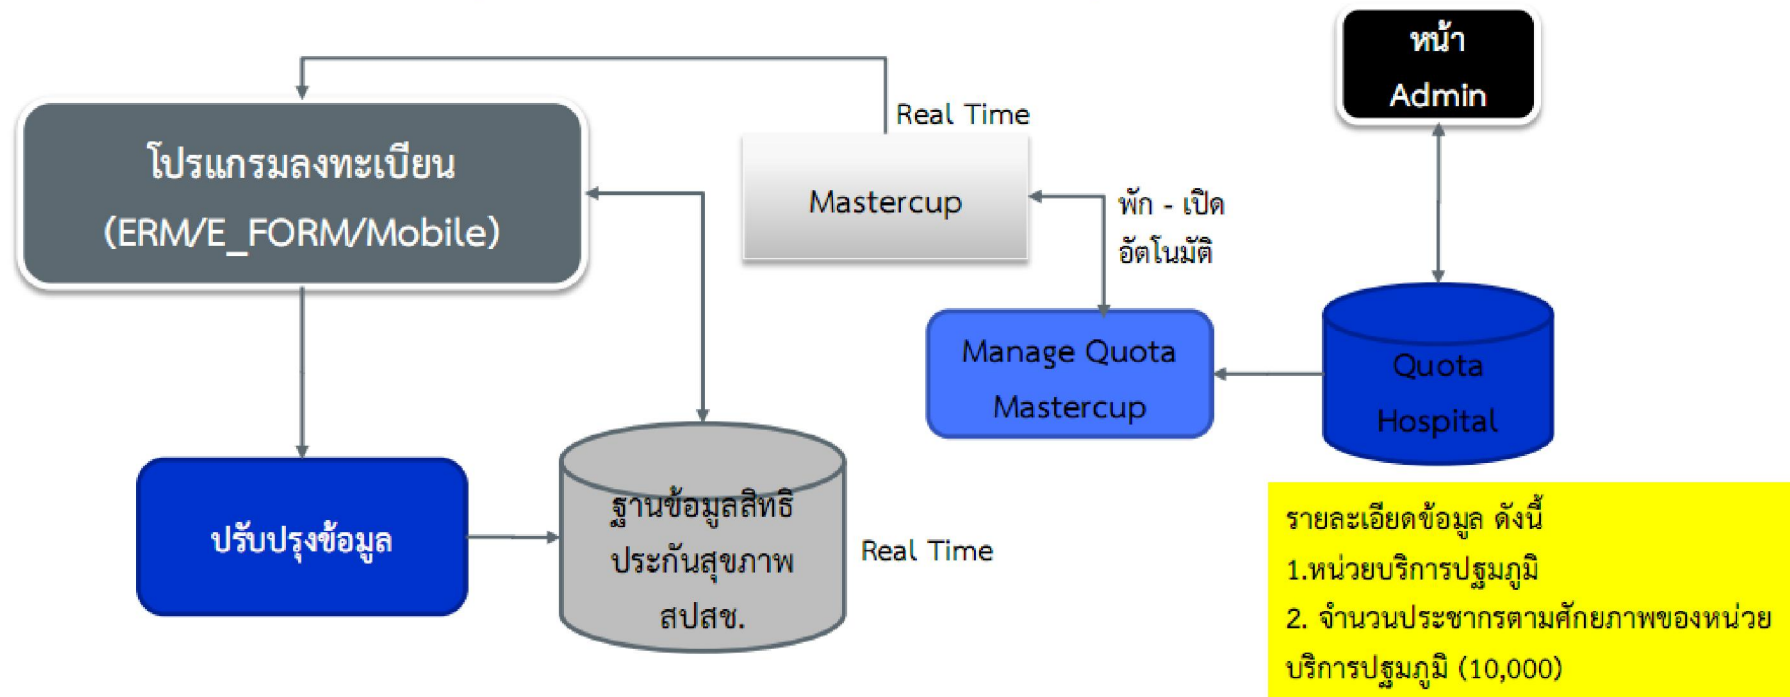 หน้า
Admin
Real Time
โปรแกรมลงทะเบียน
(ERM/E_FORM/Mobile)
Mastercup
พัก - เปิด
อัตโนมัติ
Manage Quota
Mastercup
Quota
Hospital
ปรับปรุงข้อมูล
ฐานข้อมูลสิทธิ
ประกันสุขภาพ
สปสช.
Real Time
รายละเอียดข้อมูล ดังนี้
1.หน่วยบริการปฐมภูมิ
2. จำนวนประชากรตามศักยภาพของหน่วย
บริการปฐมภูมิ (10,000)